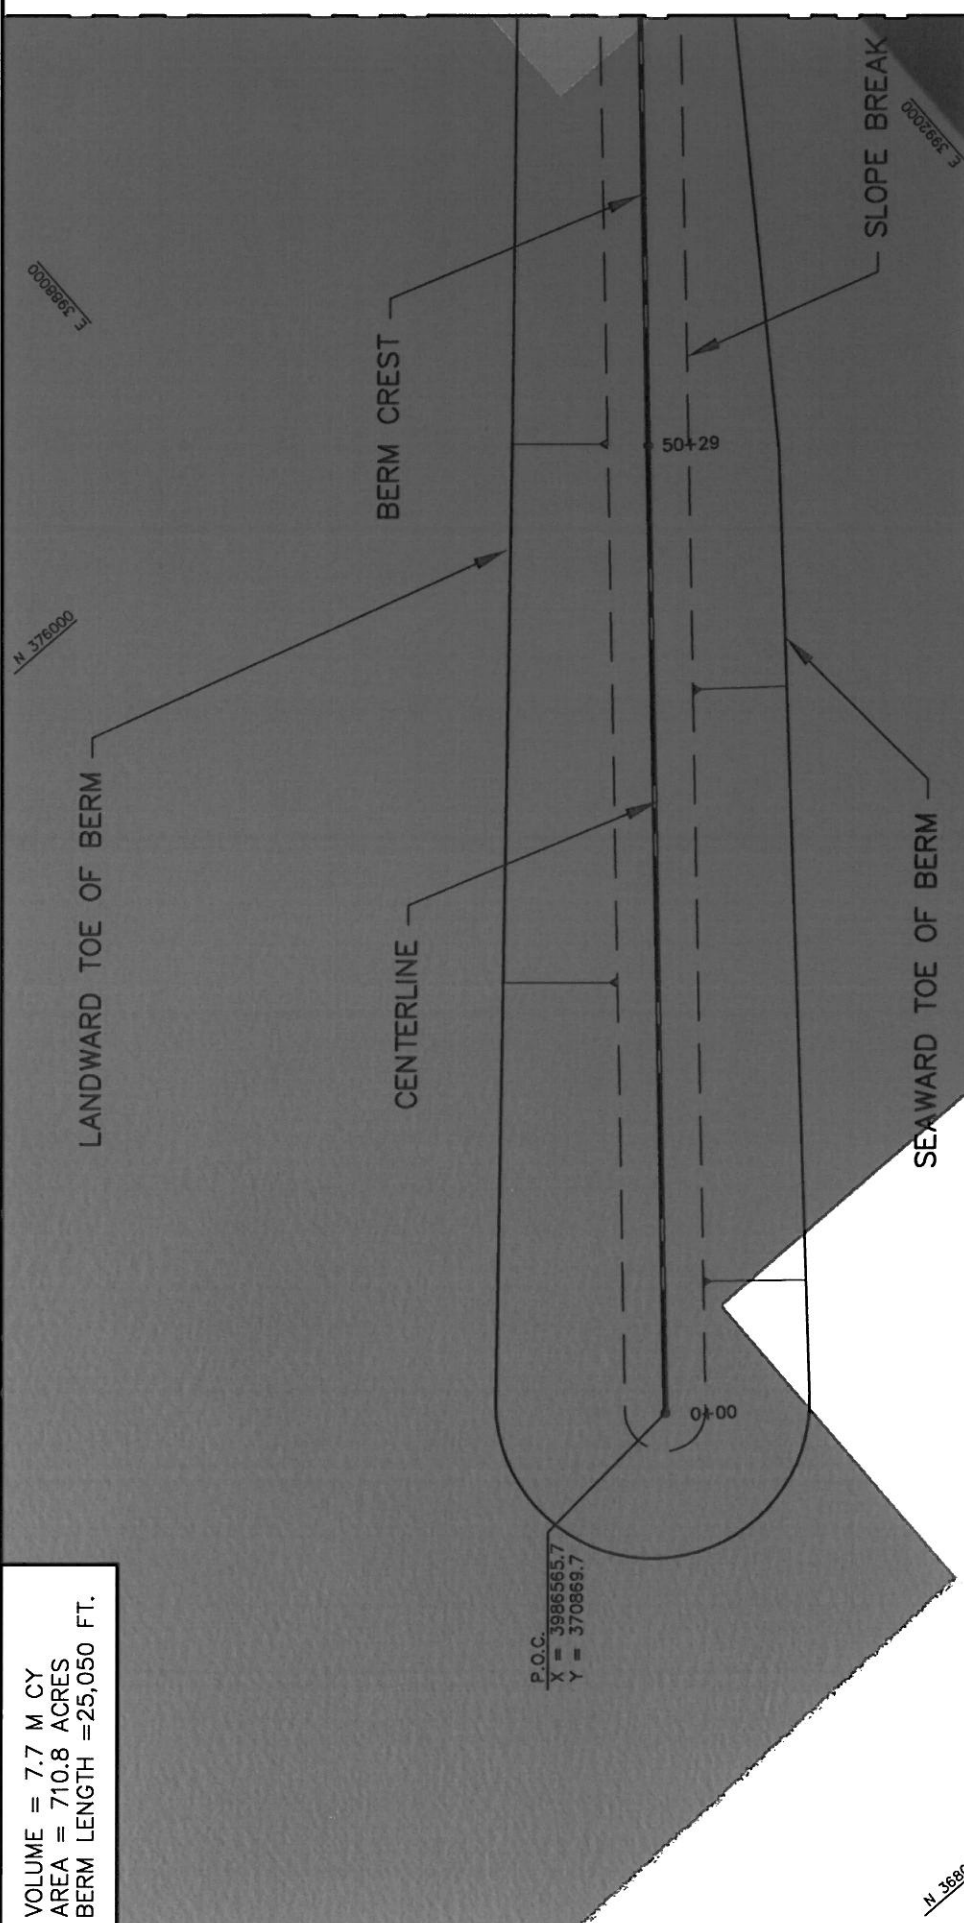 VOLUME = 7.7 M CY
AREA = 710.8 ACRES
BERM LENGTH =25,050 FT.
LANDWARD TOE OF BERM
N 376000
E 3988000
BERM CREST
CENTERLINE
P.O.C.
X = 3986565.7
Y = 370869.7
0+00
50+29
SLOPE BREAK
E 3992000
SEAWARD TOE OF BERM